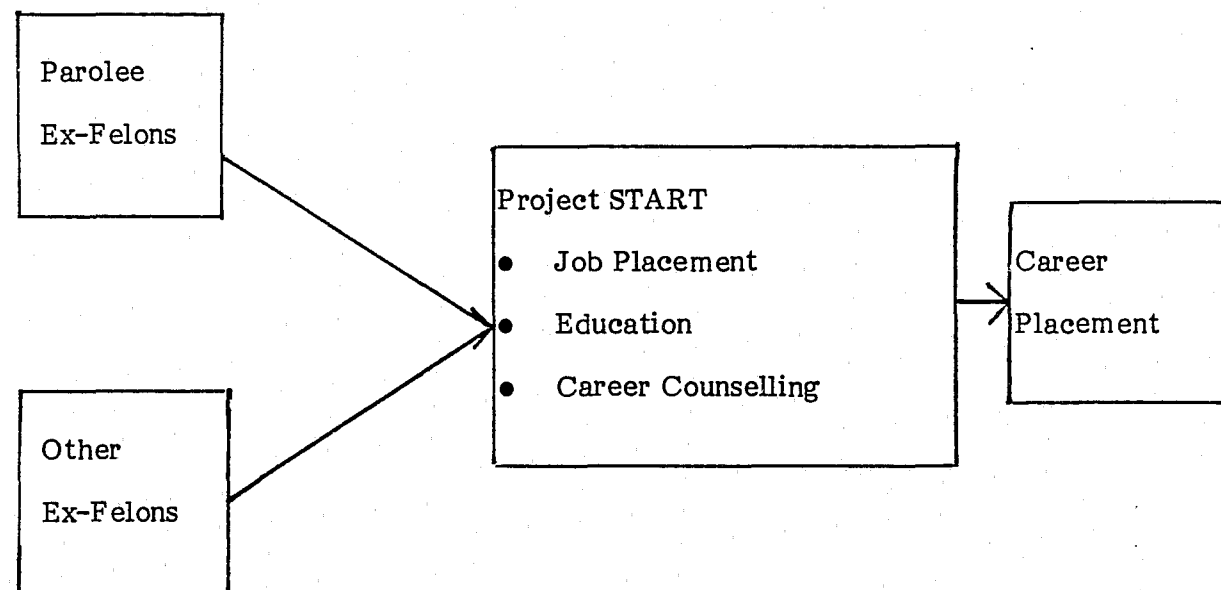 Parolee
Ex-Felons
Other
Ex-Felons
Project START
● Job Placement
● Education
● Career Counselling
Career
Placement